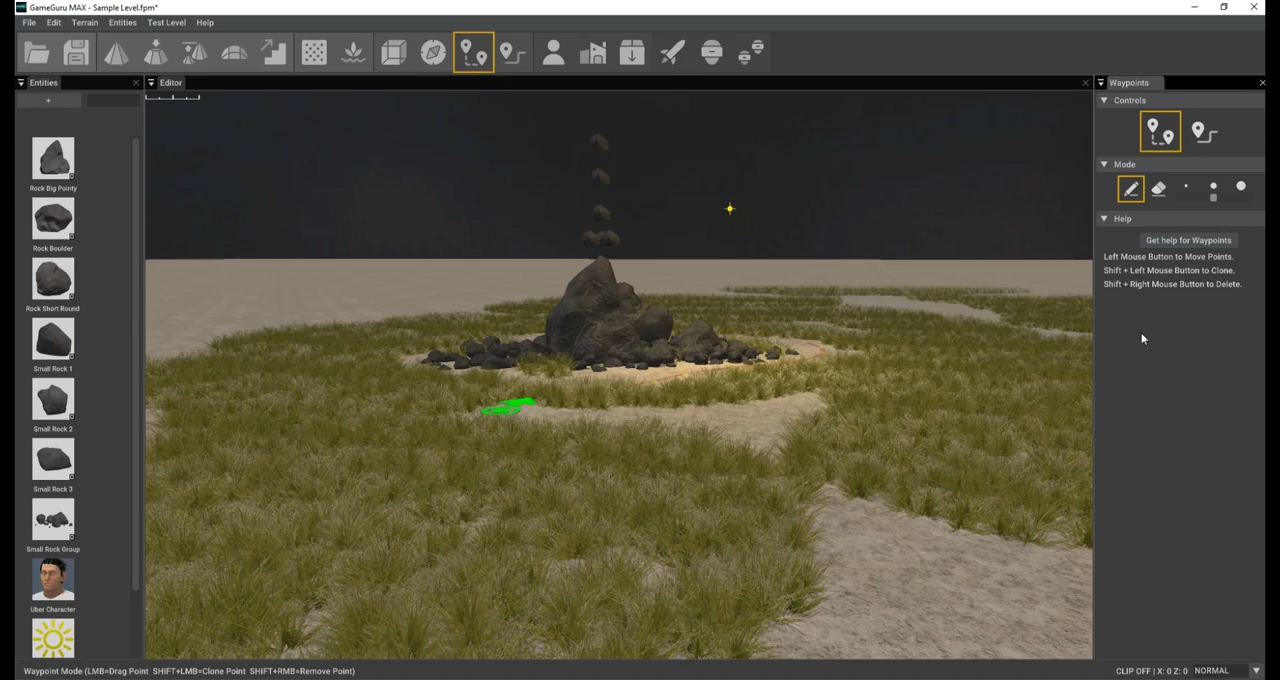 GameGuru MAX - Sample Level.fpm*
File Edit Terrain Entities Test Level Help
Entities
Editor
Waypoints
+
Controls
Mode
Help
Get help for Waypoints
Left Mouse Button to Move Points.
Shift + Left Mouse Button to Clone.
Shift + Right Mouse Button to Delete.
Rock Big Pointy
Rock Boulder
Rock Short Round
Small Rock 1
Small Rock 2
Small Rock 3
Small Rock Group
Uber Character
Waypoint Mode (LMB=Drag Point SHIFT+LMB=Clone Point SHIFT+RMB=Remove Point)
CLIP OFF | X: 0 Z: 0 NORMAL